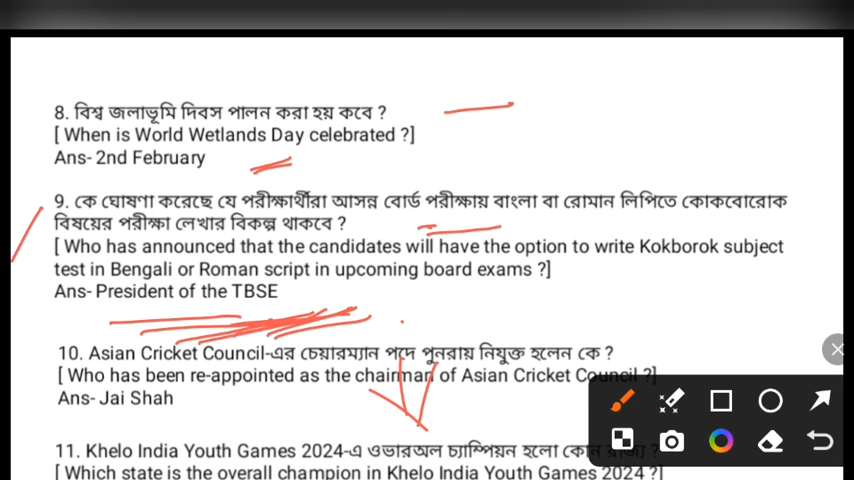 8. বিশ্ব জলাভূমি দিবস পালন করা হয় কবে ?
[ When is World Wetlands Day celebrated ?]
Ans- 2nd February
9. কে ঘোষণা করেছে যে পরীক্ষার্থীরা আসন্ন বোর্ড পরীক্ষায় বাংলা বা রোমান লিপিতে কোকবোরোক
বিষয়ের পরীক্ষা লেখার বিকল্প থাকবে ?
[ Who has announced that the candidates will have the option to write Kokborok subject
test in Bengali or Roman script in upcoming board exams ?]
Ans- President of the TBSE
10. Asian Cricket Council-এর চেয়ারম্যান পদে পুনরায় নিযুক্ত হলেন কে ?
[ Who has been re-appointed as the chairman of Asian Cricket Council ?]
Ans- Jai Shah
11. Khelo India Youth Games 2024-এ ওভারঅল চ্যাম্পিয়ন হলো কোন রাজ্য ?
[ Which state is the overall champion in Khelo India Youth Games 2024 ?]